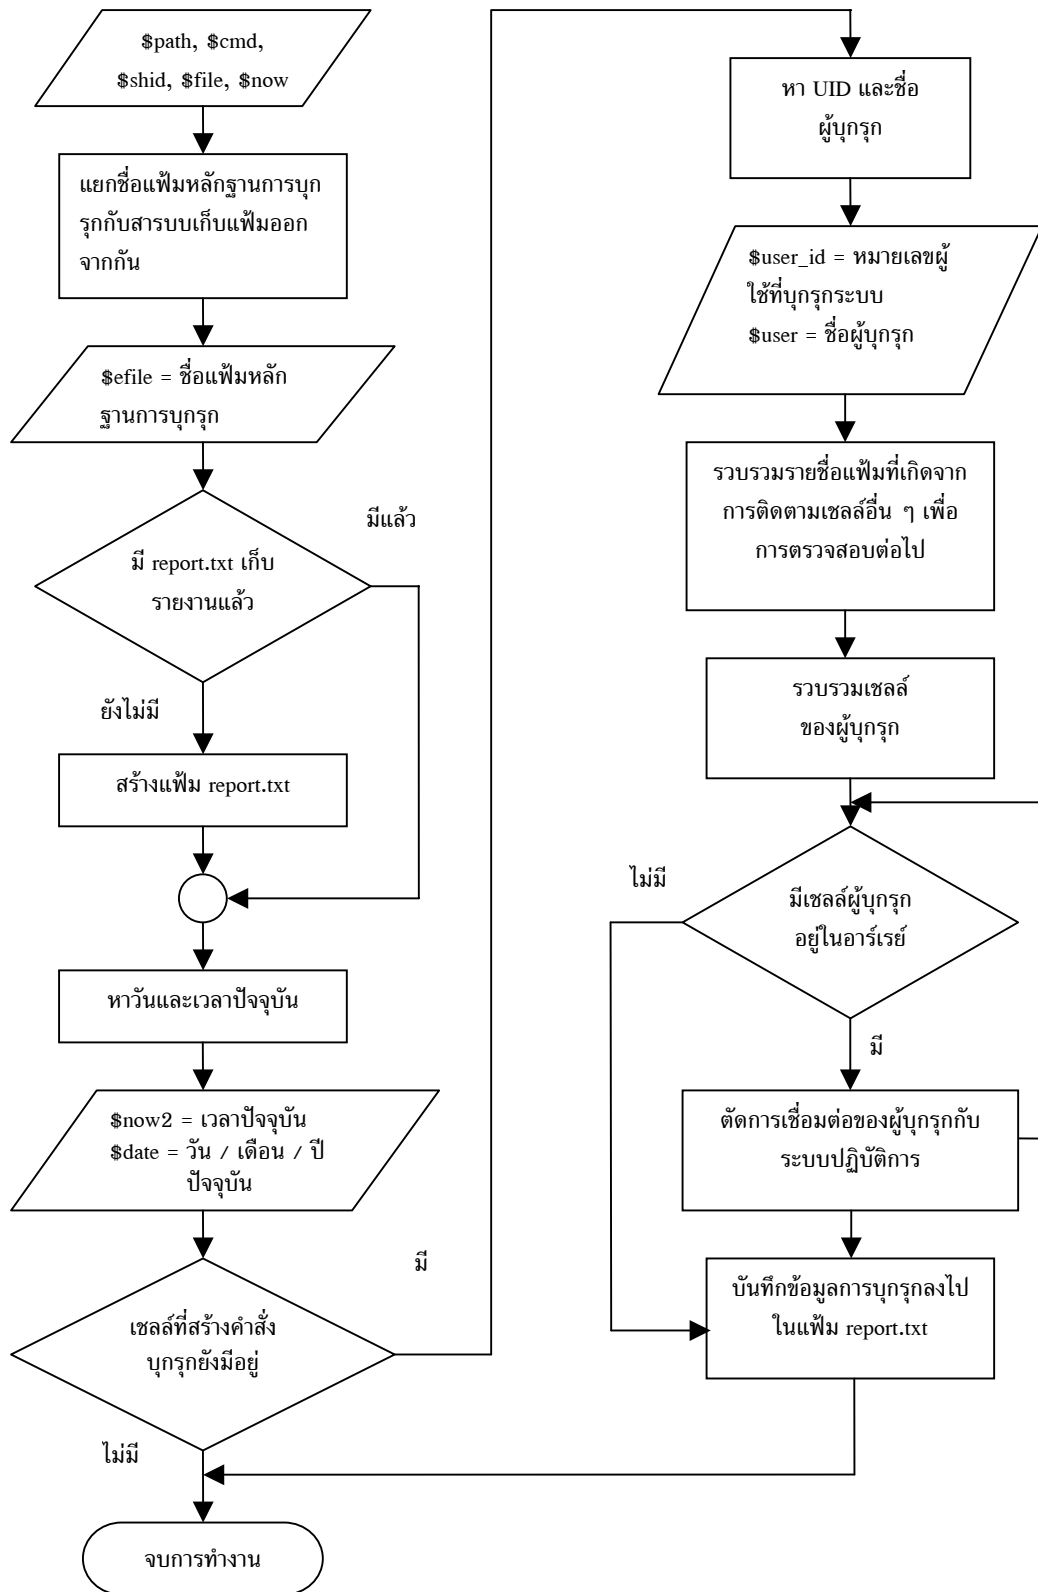 $path, $cmd,
$shid, $file, $now
แยกชื่อแฟ้มหลักฐานการบุก
รุกกับสารบบเก็บแฟ้มออก
จากกัน
$efile = ชื่อแฟ้มหลัก
ฐานการบุกรุก
มีแล้ว
มี report.txt เก็บ
รายงานแล้ว
ยังไม่มี
สร้างแฟ้ม report.txt
หาวันและเวลาปัจจุบัน
$now2 = เวลาปัจจุบัน
$date = วัน / เดือน / ปี
ปัจจุบัน
มี
เชลล์ที่สร้างคำสั่ง
บุกรุกยังมีอยู่
ไม่มี
จบการทำงาน
หา UID และชื่อ
ผู้บุกรุก
$user_id = หมายเลขผู้
ใช้ที่บุกรุกระบบ
$user = ชื่อผู้บุกรุก
รวบรวมรายชื่อแฟ้มที่เกิดจาก
การติดตามเชลล์อื่น ๆ เพื่อ
การตรวจสอบต่อไป
รวบรวมเชลล์
ของผู้บุกรุก
ไม่มี
มีเชลล์ผู้บุกรุก
อยู่ในอาร์เรย์
มี
ตัดการเชื่อมต่อของผู้บุกรุกกับ
ระบบปฏิบัติการ
บันทึกข้อมูลการบุกรุกลงไป
ในแฟ้ม report.txt